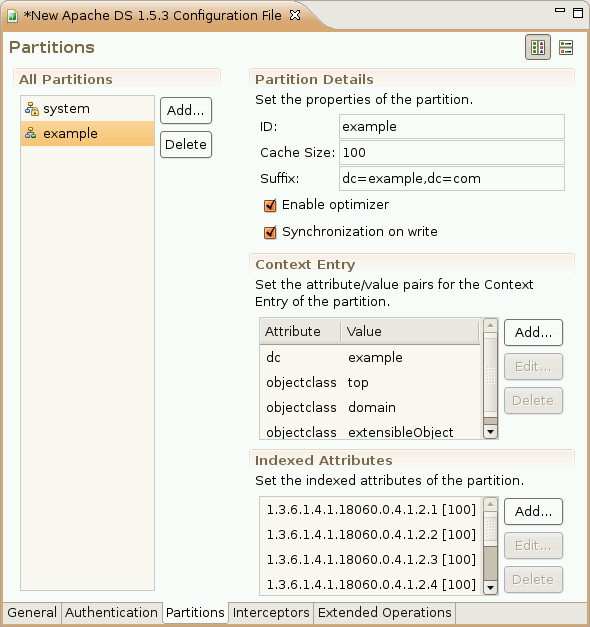 *New Apache DS 1.5.3 Configuration File
Partitions
All Partitions
system
example
Add...
Delete
Partition Details
Set the properties of the partition.
ID: example
Cache Size: 100
Suffix: dc=example,dc=com
Enable optimizer
Synchronization on write
Context Entry
Set the attribute/value pairs for the Context
Entry of the partition.
Attribute Value
dc example
objectclass top
objectclass domain
objectclass extensibleObject
Add...
Edit...
Delete
Indexed Attributes
Set the indexed attributes of the partition.
1.3.6.1.4.1.18060.0.4.1.2.1 [100]
1.3.6.1.4.1.18060.0.4.1.2.2 [100]
1.3.6.1.4.1.18060.0.4.1.2.3 [100]
1.3.6.1.4.1.18060.0.4.1.2.4 [100]
Add...
Edit...
Delete
General Authentication Partitions Interceptors Extended Operations